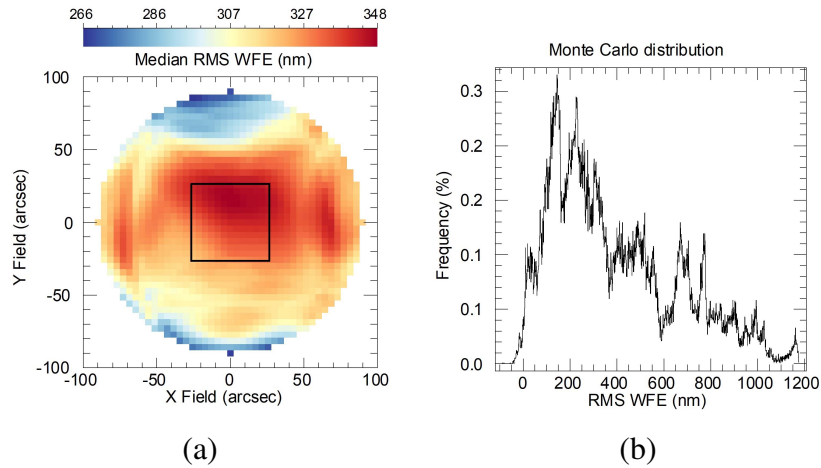 266 286 307 327 348
Median RMS WFE (nm)
100
50
0
-50
-100
-100 -50 0 50 100
X Field (arcsec)
Y Field (arcsec)
(a)
Monte Carlo distribution
0.3
0.2
0.2
0.1
0.1
0.0
0 200 400 600 800 1000 1200
RMS WFE (nm)
Frequency (%)
(b)